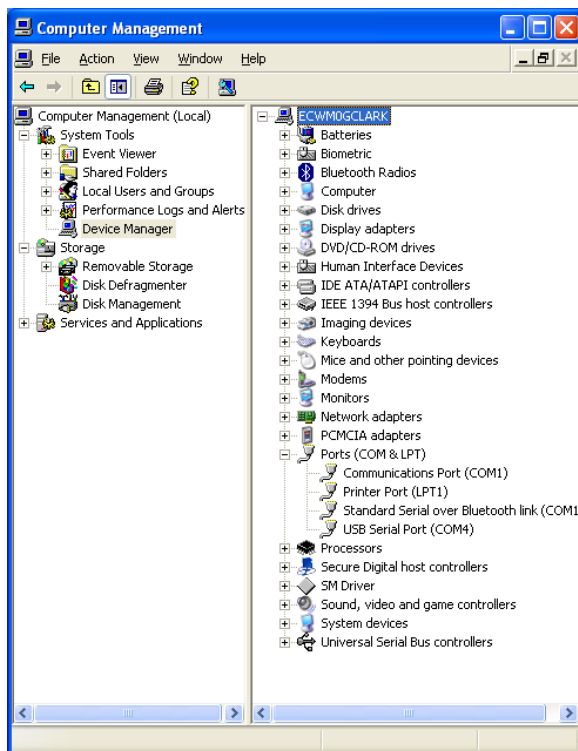 Computer Management
File Action View Window Help
Computer Management (Local)
System Tools
Event Viewer
Shared Folders
Local Users and Groups
Performance Logs and Alerts
Device Manager
Storage
Removable Storage
Disk Defragmenter
Disk Management
Services and Applications
ECWM0GCLARK
Batteries
Biometric
Bluetooth Radios
Computer
Disk drives
Display adapters
DVD/CD-ROM drives
Human Interface Devices
IDE ATA/ATAPI controllers
IEEE 1394 Bus host controllers
Imaging devices
Keyboards
Mice and other pointing devices
Modems
Monitors
Network adapters
PCMCIA adapters
Ports (COM & LPT)
Communications Port (COM1)
Printer Port (LPT1)
Standard Serial over Bluetooth link (COM1
USB Serial Port (COM4)
Processors
Secure Digital host controllers
SM Driver
Sound, video and game controllers
System devices
Universal Serial Bus controllers